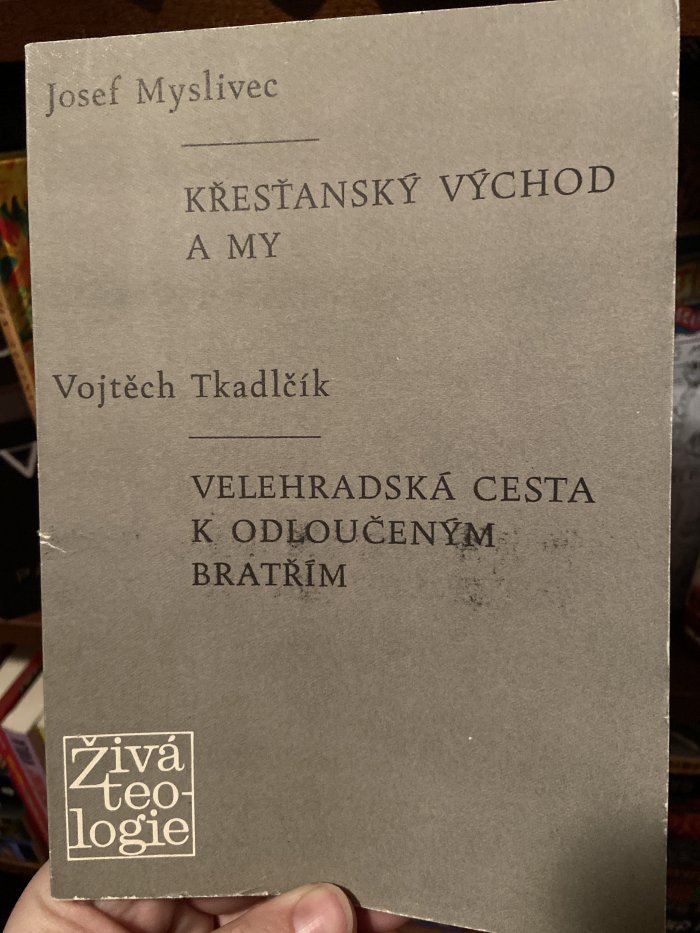 Josef Myslivec
KŘESŤANSKÝ VÝCHOD
A MY
Vojtěch Tkadlčík
VELEHRADSKÁ CESTA
K ODLOUČENÝM
BRATŘÍM
Živá
teo-
logie